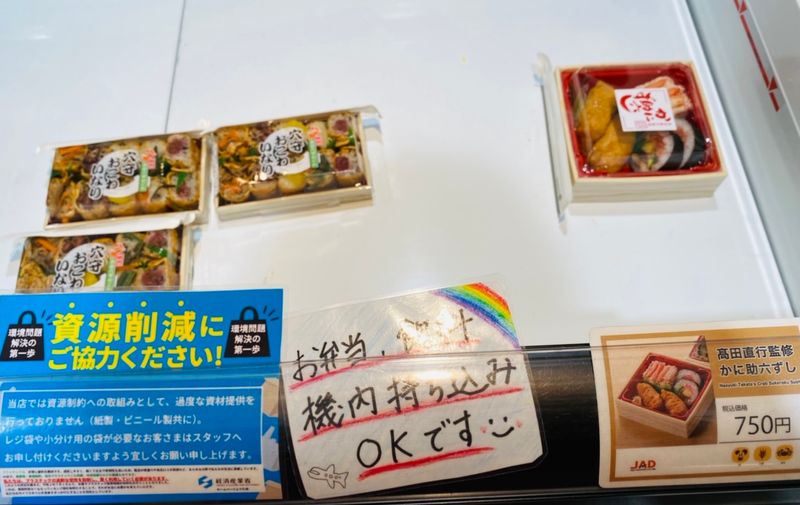 穴守
おこわ
いなり
穴守
おこわ
いなり
穴守
おこわ
いなり
環境問題
解決の
第一歩
資源削減に
ご協力ください!
環境問題
解決の
第一歩
当店では資源制約への取組みとして、過度な資材提供を
行っておりません(紙製・ビニール製共に)。
レジ袋や小分け用の袋が必要なお客さまはスタッフへ
お申し付けくださいますよう宜しくお願い申し上げます。
経済産業省
お弁当、
機内持ち込み
OKです
髙田直行監修
かに助六ずし
Naoyuki Takata's Crab Sukeroku Sushi
税込価格
750円
JAD